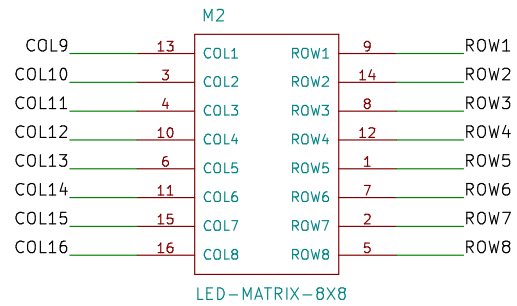 M2
COL9 13 COL1 ROW1 9 ROW1
COL10 3 COL2 ROW2 14 ROW2
COL11 4 COL3 ROW3 8 ROW3
COL12 10 COL4 ROW4 12 ROW4
COL13 6 COL5 ROW5 1 ROW5
COL14 11 COL6 ROW6 7 ROW6
COL15 15 COL7 ROW7 2 ROW7
COL16 16 COL8 ROW8 5 ROW8
LED-MATRIX-8X8